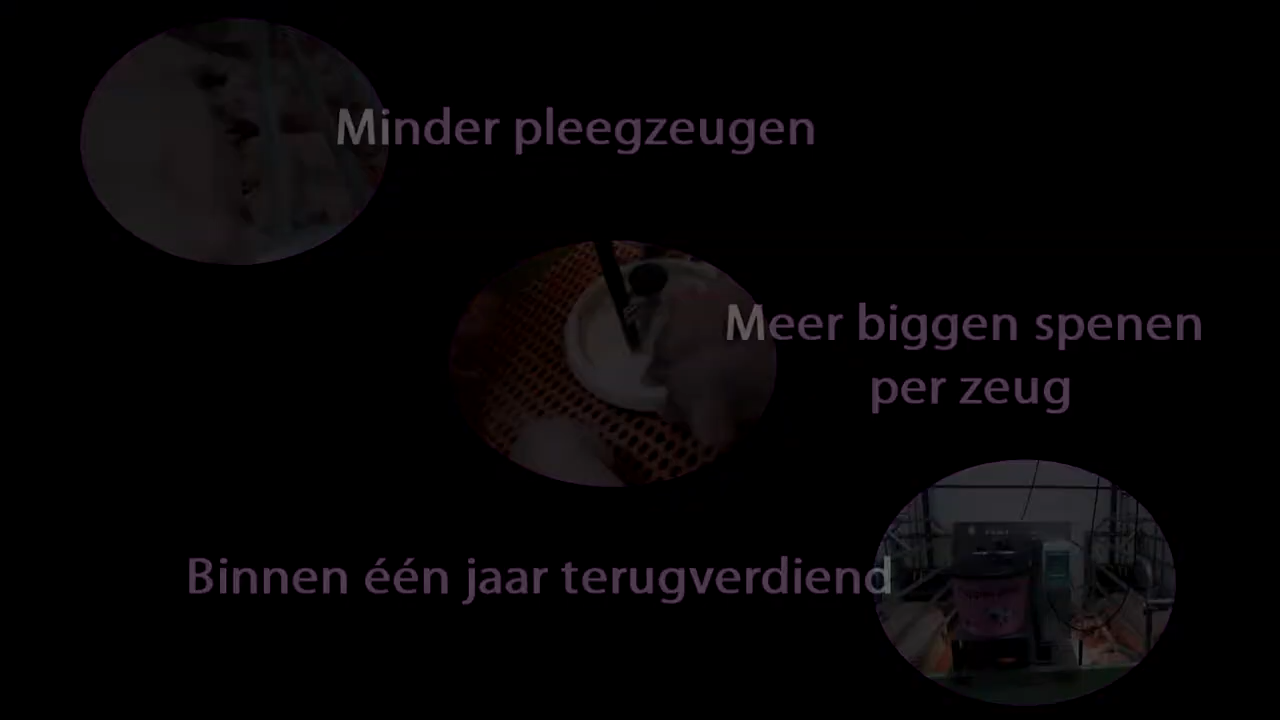 Minder pleegzeugen
Meer biggen spenen
per zeug
Binnen één jaar terugverdiend